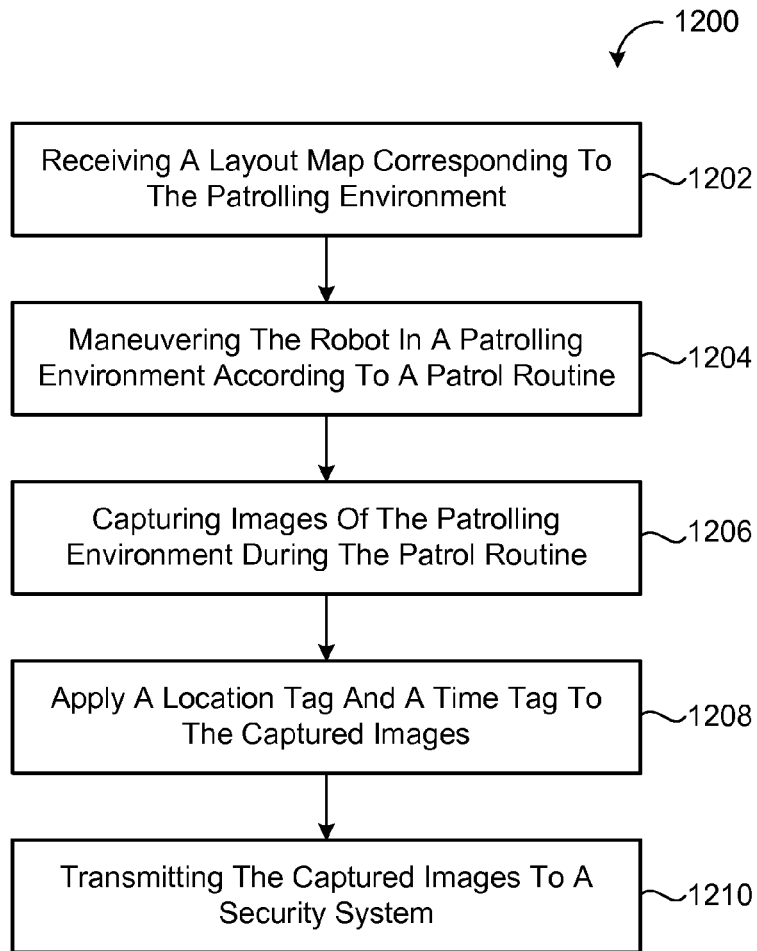 1200
Receiving A Layout Map Corresponding To
The Patrolling Environment
1202
Maneuvering The Robot In A Patrolling
Environment According To A Patrol Routine
1204
Capturing Images Of The Patrolling
Environment During The Patrol Routine
1206
Apply A Location Tag And A Time Tag To
The Captured Images
1208
Transmitting The Captured Images To A
Security System
1210